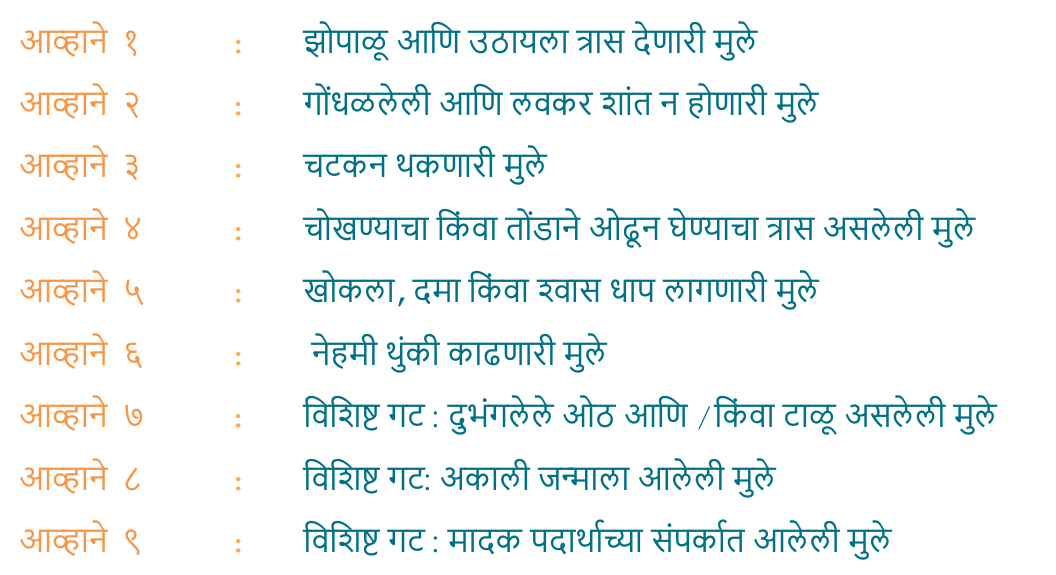 आव्हाने १ : झोपाळू आणि उठायला त्रास देणारी मुले
आव्हाने २ : गोंधळलेली आणि लवकर शांत न होणारी मुले
आव्हाने ३ : चटकन थकणारी मुले
आव्हाने ४ : चोखण्याचा किंवा तोंडाने ओढून घेण्याचा त्रास असलेली मुले
आव्हाने ५ : खोकला, दमा किंवा श्वास धाप लागणारी मुले
आव्हाने ६ : नेहमी थुंकी काढणारी मुले
आव्हाने ७ : विशिष्ट गट : दुभंगलेले ओठ आणि /किंवा टाळू असलेली मुले
आव्हाने ८ : विशिष्ट गट: अकाली जन्माला आलेली मुले
आव्हाने ९ : विशिष्ट गट : मादक पदार्थाच्या संपर्कात आलेली मुले